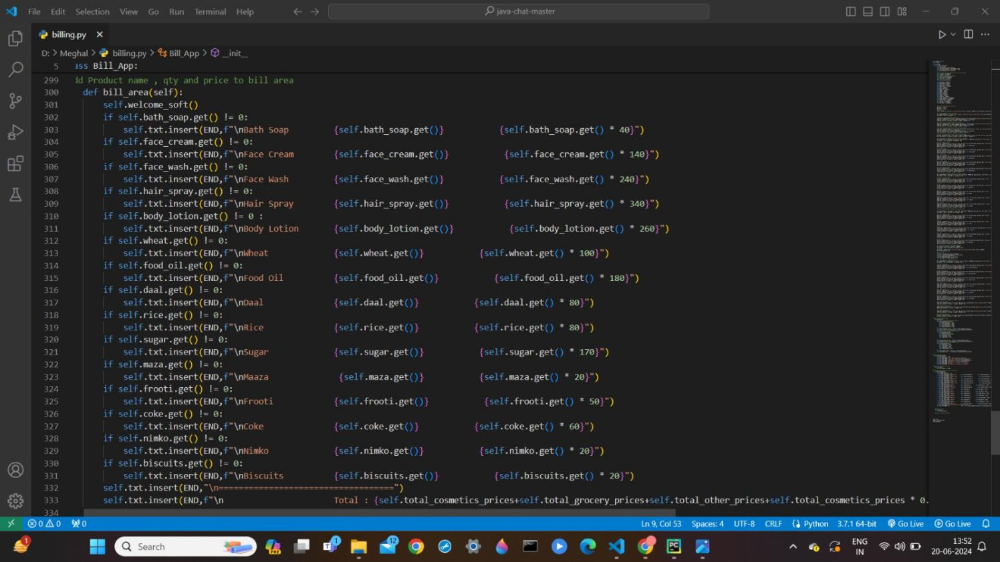 File Edit Selection View Go Run Terminal Help
java-chat-master
billing.py
D: > Meghal > billing.py > Bill_App > __init__
5 ass Bill_App:
299 dd Product name , qty and price to bill area
300 def bill_area(self):
301 self.welcome_soft()
302 if self.bath_soap.get() != 0:
303 self.txt.insert(END,f"\nBath Soap {self.bath_soap.get()} {self.bath_soap.get() * 40}")
304 if self.face_cream.get() != 0:
305 self.txt.insert(END,f"\nFace Cream {self.face_cream.get()} {self.face_cream.get() * 140}")
306 if self.face_wash.get() != 0:
307 self.txt.insert(END,f"\nFace Wash {self.face_wash.get()} {self.face_wash.get() * 240}")
308 if self.hair_spray.get() != 0:
309 self.txt.insert(END,f"\nHair Spray {self.hair_spray.get()} {self.hair_spray.get() * 340}")
310 if self.body_lotion.get() != 0 :
311 self.txt.insert(END,f"\nBody Lotion {self.body_lotion.get()} {self.body_lotion.get() * 260}")
312 if self.wheat.get() != 0:
313 self.txt.insert(END,f"\nWheat {self.wheat.get()} {self.wheat.get() * 100}")
314 if self.food_oil.get() != 0:
315 self.txt.insert(END,f"\nFood Oil {self.food_oil.get()} {self.food_oil.get() * 180}")
316 if self.daal.get() != 0:
317 self.txt.insert(END,f"\nDaal {self.daal.get()} {self.daal.get() * 80}")
318 if self.rice.get() != 0:
319 self.txt.insert(END,f"\nRice {self.rice.get()} {self.rice.get() * 80}")
320 if self.sugar.get() != 0:
321 self.txt.insert(END,f"\nSugar {self.sugar.get()} {self.sugar.get() * 170}")
322 if self.maza.get() != 0:
323 self.txt.insert(END,f"\nMaaza {self.maza.get()} {self.maza.get() * 20}")
324 if self.frooti.get() != 0:
325 self.txt.insert(END,f"\nFrooti {self.frooti.get()} {self.frooti.get() * 50}")
326 if self.coke.get() != 0:
327 self.txt.insert(END,f"\nCoke {self.coke.get()} {self.coke.get() * 60}")
328 if self.nimko.get() != 0:
329 self.txt.insert(END,f"\nNimko {self.nimko.get()} {self.nimko.get() * 20}")
330 if self.biscuits.get() != 0:
331 self.txt.insert(END,f"\nBiscuits {self.biscuits.get()} {self.biscuits.get() * 20}")
332 self.txt.insert(END,"\n===================================")
333 self.txt.insert(END,f"\n Total : {self.total_cosmetics_prices+self.total_grocery_prices+self.total_other_prices+self.total_cosmetics_prices * 0.
334
0 0 0 Ln 9, Col 53 Spaces: 4 UTF-8 CRLF Python 3.7.1 64-bit Go Live Go Live
1 Search PRE 1 12 PC ENG 13:52
IN 20-06-2024